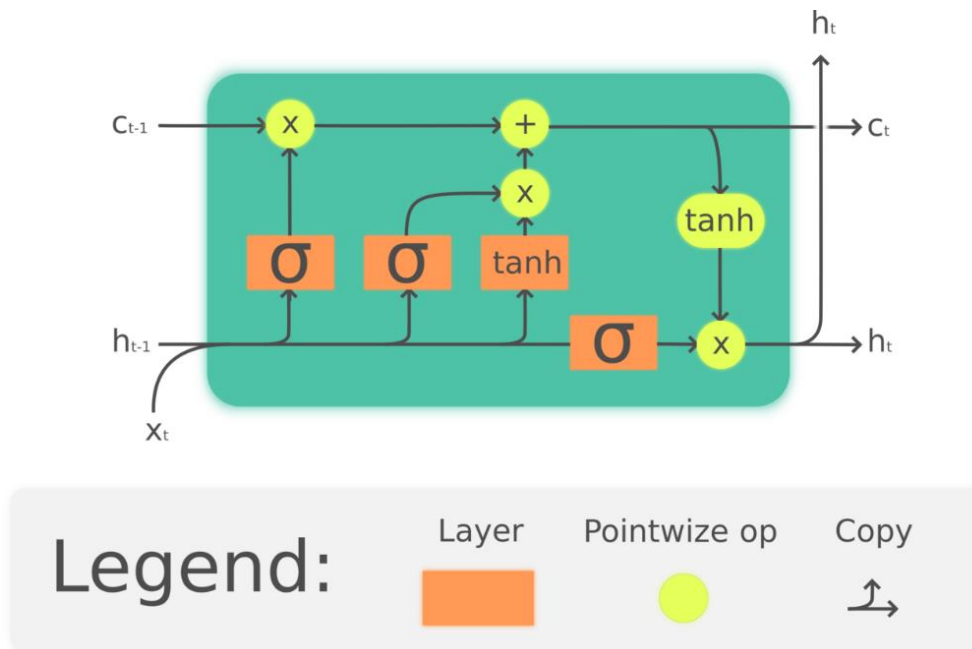 hₜ
cₜ₋₁ x + cₜ
x
tanh
σ σ tanh
hₜ₋₁ σ x hₜ
xₜ
Legend: Layer Pointwize op Copy